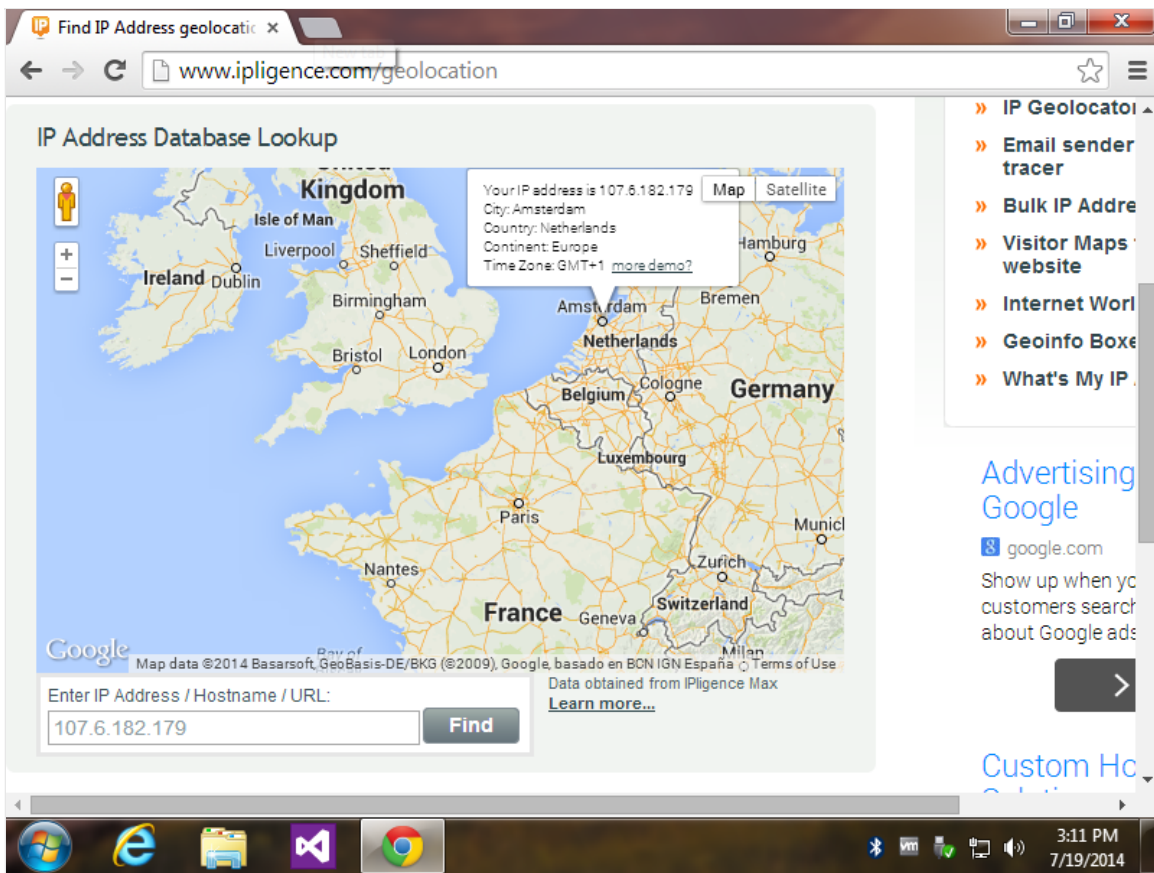 Find IP Address geolocatic
New tab
www.ipligence.com/geolocation
IP Address Database Lookup
Kingdom
Isle of Man
Liverpool
Sheffield
Ireland
Dublin
Birmingham
Bristol
London
Your IP address is 107.6.182.179
City: Amsterdam
Country: Netherlands
Continent: Europe
Time Zone: GMT+1 more demo?
Map
Satellite
Hamburg
Amsterdam
Bremen
Netherlands
Belgium
Cologne
Germany
Luxembourg
Paris
Munich
Nantes
Zurich
France
Geneva
Switzerland
Milan
Bay of
Google
Map data ©2014 Basarsoft, GeoBasis-DE/BKG (©2009), Google, basado en BCN IGN España
Terms of Use
Enter IP Address / Hostname / URL:
107.6.182.179
Find
Data obtained from IPligence Max
Learn more...
» IP Geolocator
» Email sender
tracer
» Bulk IP Addre
» Visitor Maps
website
» Internet Worl
» Geoinfo Boxe
» What's My IP
Advertising
Google
8 google.com
Show up when yo
customers search
about Google ads
Custom Ho
vm
3:11 PM
7/19/2014